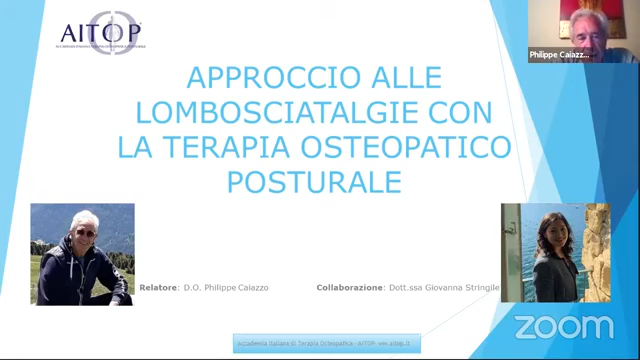 AITOP
Philippe Caiazz...
APPROCCIO ALLE
LOMBOSCIATALGIE CON
LA TERAPIA OSTEOPATICO
POSTURALE
Relatore: D.O. Philippe Caiazzo
Collaborazione: Dott.ssa Giovanna Stringile
Accademia Italiana di Terapia Osteopatica - AITOP- www.aitop.it
zoom